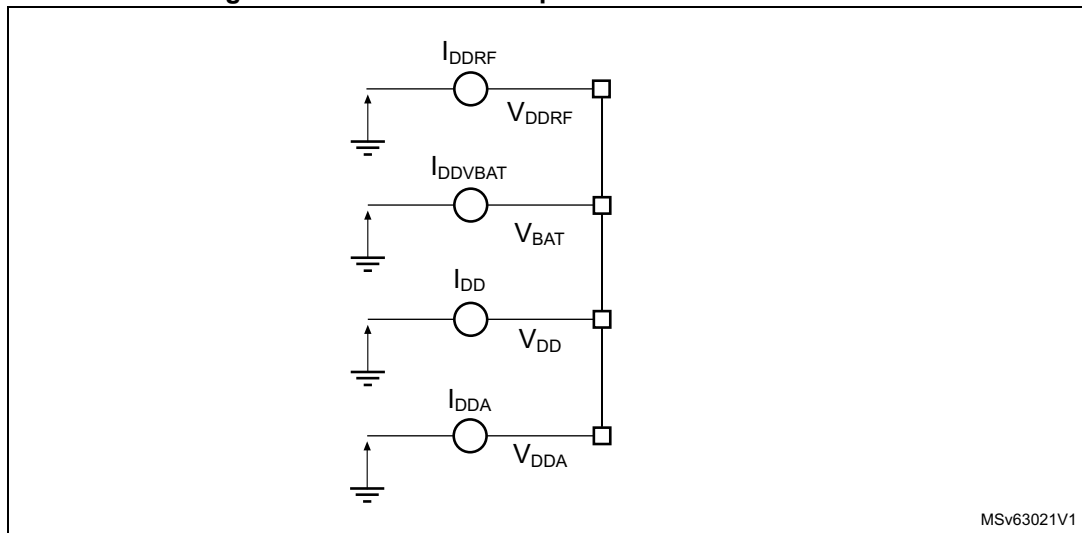 I_DDRF
V_DDRF
I_DDVBAT
V_BAT
I_DD
V_DD
I_DDA
V_DDA
MSv63021V1